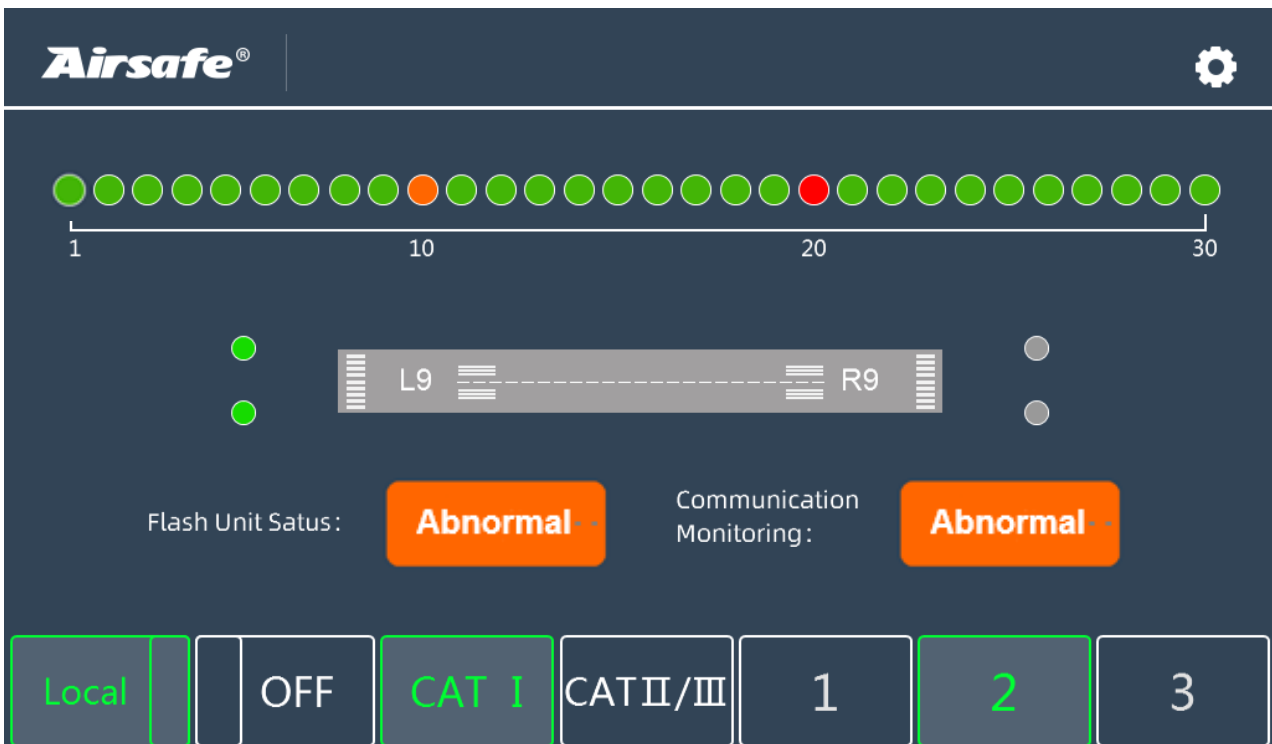 Airsafe®
1 10 20 30
L9 R9
Flash Unit Satus: Abnormal Communication Monitoring: Abnormal
Local OFF CAT I CATⅡ/Ⅲ 1 2 3